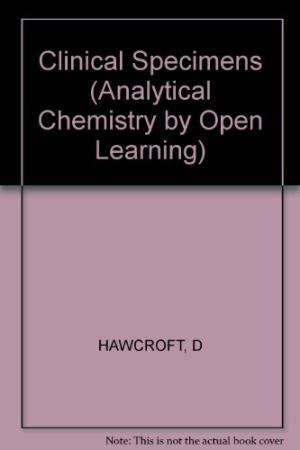 Clinical Specimens
(Analytical
Chemistry by Open
Learning)
HAWCROFT, D
Note: This is not the actual book cover